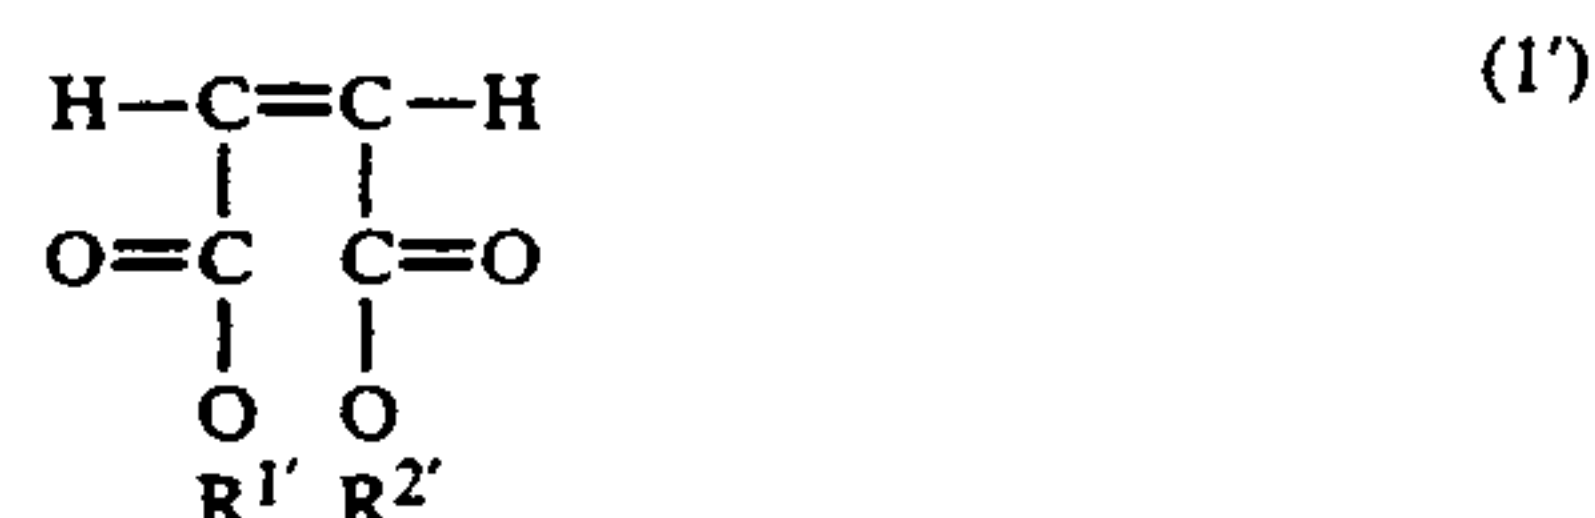 H—C=C—H (1′)
O=C C=O
O O
R1′ R2′